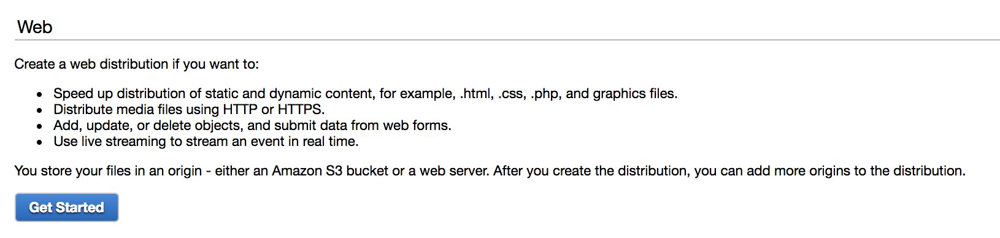 Web
Create a web distribution if you want to:
• Speed up distribution of static and dynamic content, for example, .html, .css, .php, and graphics files.
• Distribute media files using HTTP or HTTPS.
• Add, update, or delete objects, and submit data from web forms.
• Use live streaming to stream an event in real time.
You store your files in an origin - either an Amazon S3 bucket or a web server. After you create the distribution, you can add more origins to the distribution.
Get Started